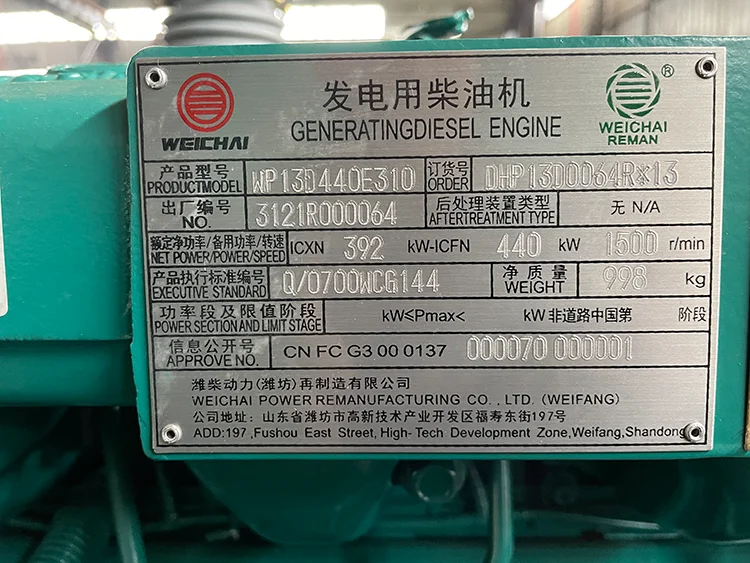 发电用柴油机
GENERATINGDIESEL ENGINE
WEICHAI
®
WEICHAI
REMAN
产品型号
PRODUCTMODEL
WP13D440E310
订货号
ORDER
DHP13D0064R*13
出厂编号
NO.
3121R000064
后处理装置类型
AFTERTREATMENT TYPE
无 N/A
额定净功率/备用功率/转速
NET POWER/POWER/SPEED
ICXN 392 kW-ICFN 440 kW 1500 r/min
产品执行标准编号
EXECUTIVE STANDARD
Q/0700WCG144
净质量
WEIGHT
998 kg
功率段及限值阶段
POWER SECTION AND LIMIT STAGE
kW≤Pmax< kW 非道路中国第 阶段
信息公开号
APPROVE NO.
CN FC G3 00 0137 000070 000001
潍柴动力(潍坊)再制造有限公司
WEICHAI POWER REMANUFACTURING CO., LTD. (WEIFANG)
公司地址: 山东省潍坊市高新技术产业开发区福寿东街197号
ADD:197 ,Fushou East Street, High-Tech Development Zone,Weifang,Shandong